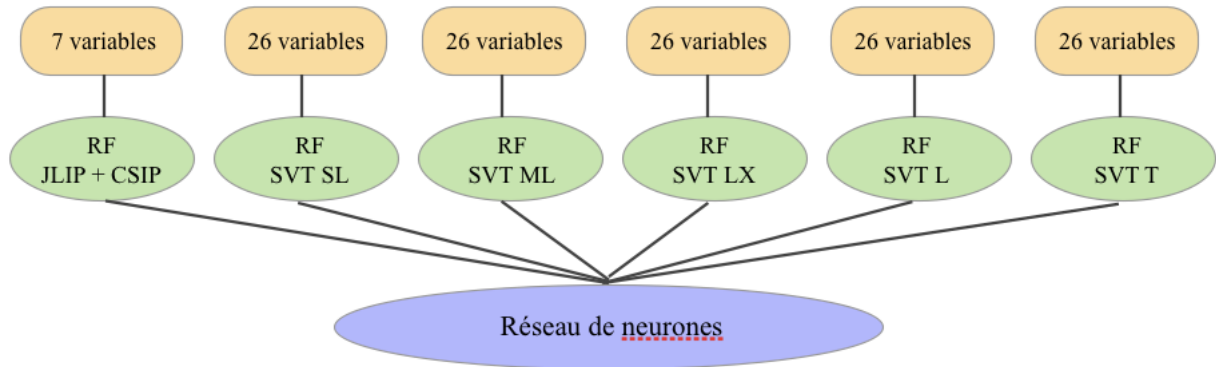 7 variables
26 variables
26 variables
26 variables
26 variables
26 variables
RF
JLIP + CSIP
RF
SVT SL
RF
SVT ML
RF
SVT LX
RF
SVT L
RF
SVT T
Réseau de neurones